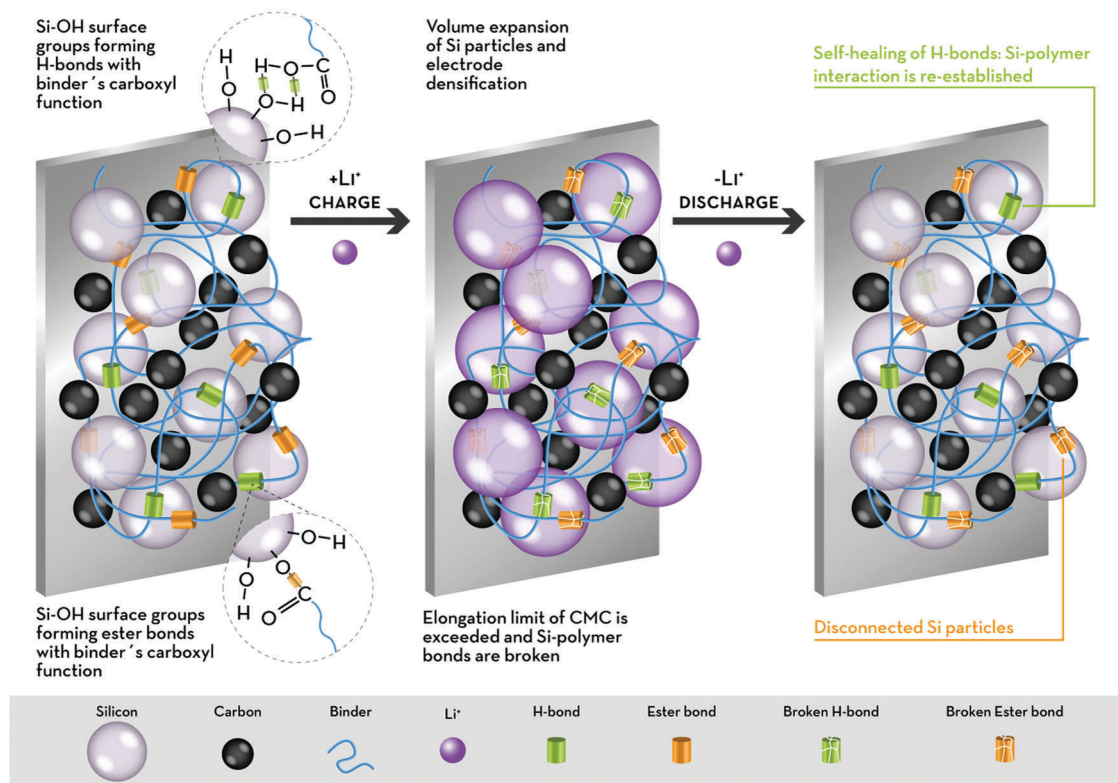 Si-OH surface
groups forming
H-bonds with
binder´s carboxyl
function
H
O
H
O
C
O
O
H
O
H
Volume expansion
of Si particles and
electrode
densification
Self-healing of H-bonds: Si-polymer
interaction is re-established
+Li⁺
CHARGE
-Li⁺
DISCHARGE
O
H
O
O
H
O
C
Si-OH surface groups
forming ester bonds
with binder´s carboxyl
function
Elongation limit of CMC is
exceeded and Si-polymer
bonds are broken
Disconnected Si particles
Silicon
Carbon
Binder
Li⁺
H-bond
Ester bond
Broken H-bond
Broken Ester bond